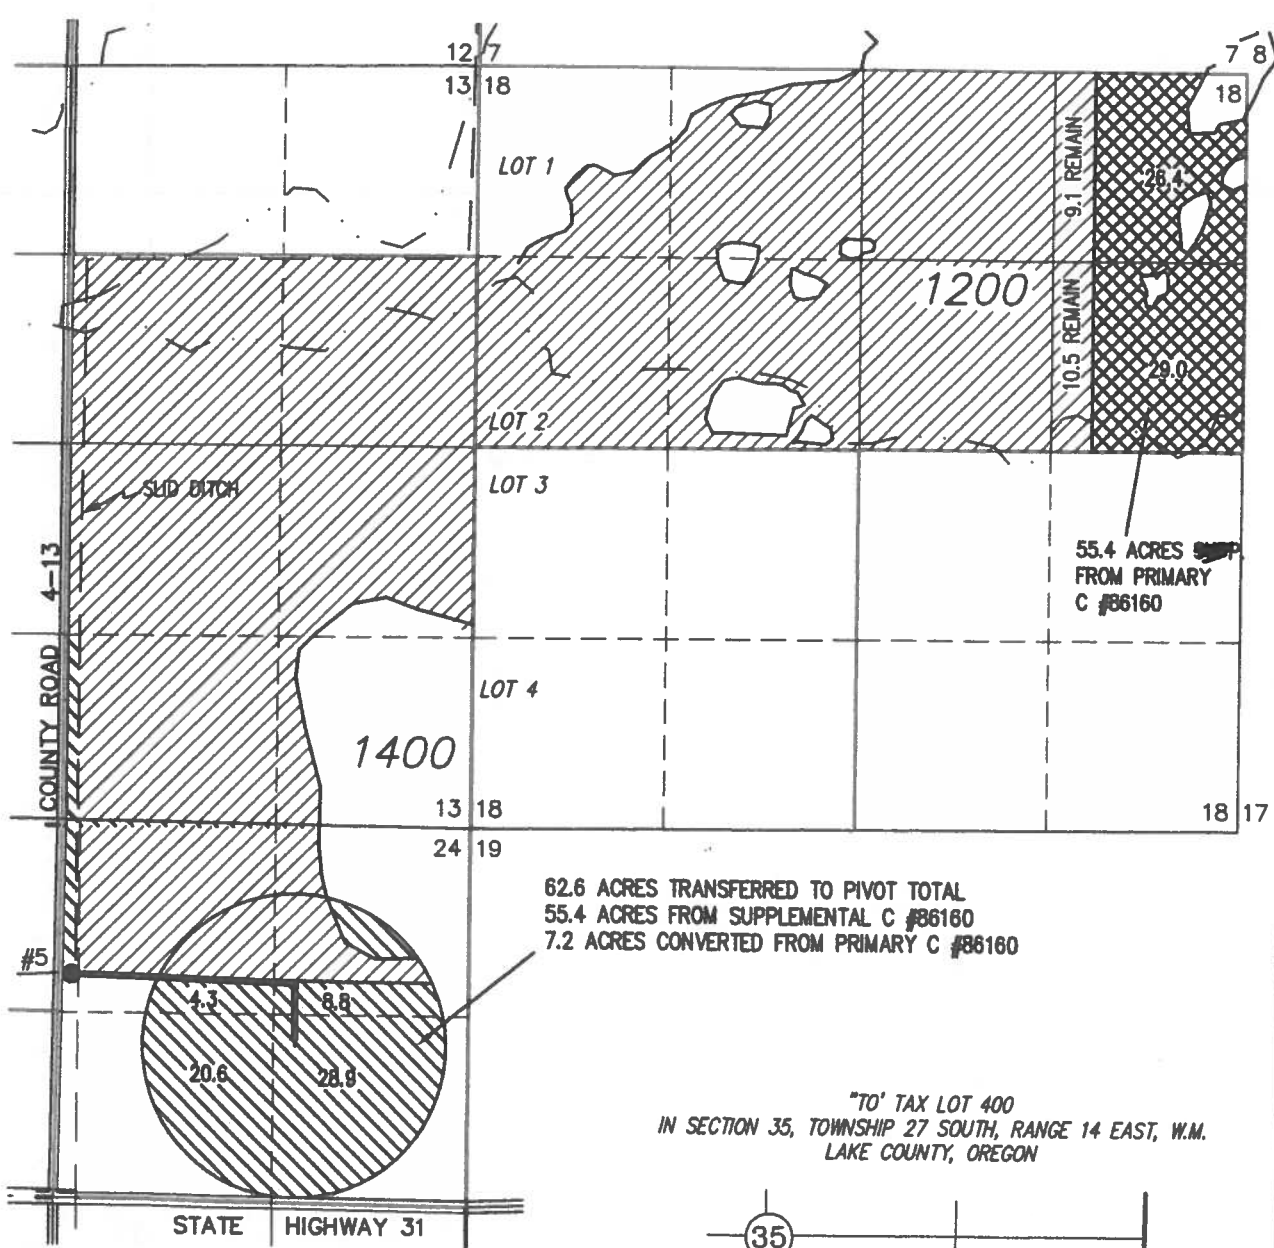 12 7
7 8
13 18
18
LOT 1
9.1 REMAIN
26.4
1200
10.5 REMAIN
29.0
LOT 2
LOT 3
SLID DITCH
55.4 ACRES
FROM PRIMARY
C #86160
COUNTY ROAD 4-13
LOT 4
1400
13 18
18 17
24 19
62.6 ACRES TRANSFERRED TO PIVOT TOTAL
55.4 ACRES FROM SUPPLEMENTAL C #86160
7.2 ACRES CONVERTED FROM PRIMARY C #86160
#5
4.3
8.8
20.6
28.9
"TO' TAX LOT 400
IN SECTION 35, TOWNSHIP 27 SOUTH, RANGE 14 EAST, W.M.
LAKE COUNTY, OREGON
STATE HIGHWAY 31
35